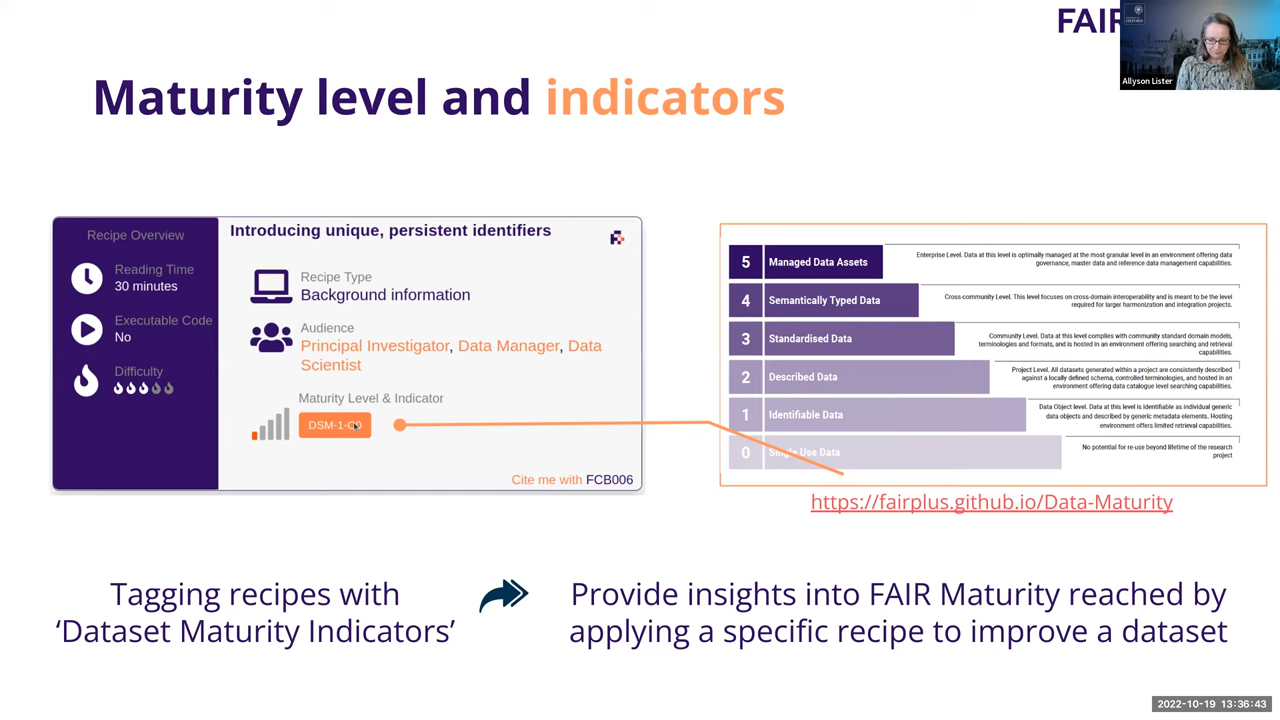 FAIR
Allyson Lister
Maturity level and indicators
Recipe Overview
Reading Time
30 minutes
Executable Code
No
Difficulty
Introducing unique, persistent identifiers
Recipe Type
Background information
Audience
Principal Investigator, Data Manager, Data
Scientist
Maturity Level & Indicator
DSM-1-C0
Cite me with FCB006
5 Managed Data Assets
Enterprise Level. Data at this level is optimally managed at the most granular level in an environment offering data
governance, master data and reference data management capabilities.
4 Semantically Typed Data
Cross-community Level. This level focuses on cross-domain interoperability and is meant to be the level
required for larger harmonization and integration projects.
3 Standardised Data
Community Level. Data at this level complies with community standard domain models,
terminologies and formats, and is hosted in an environment offering search and retrieval
capabilities.
2 Described Data
Project Level. All datasets generated within a project are consistently described
against a locally defined schema, controlled terminologies, and hosted in an
environment offering data catalogue level searching capabilities.
1 Identifiable Data
Data Object level. Data at this level is identifiable as individual generic
data objects and described by generic metadata elements. Hosting
environment offers limited retrieval capabilities.
0 Single Use Data
No potential for re-use beyond lifetime of the research
project
https://fairplus.github.io/Data-Maturity
Tagging recipes with
‘Dataset Maturity Indicators’
Provide insights into FAIR Maturity reached by
applying a specific recipe to improve a dataset
2022-10-19 13:36:43